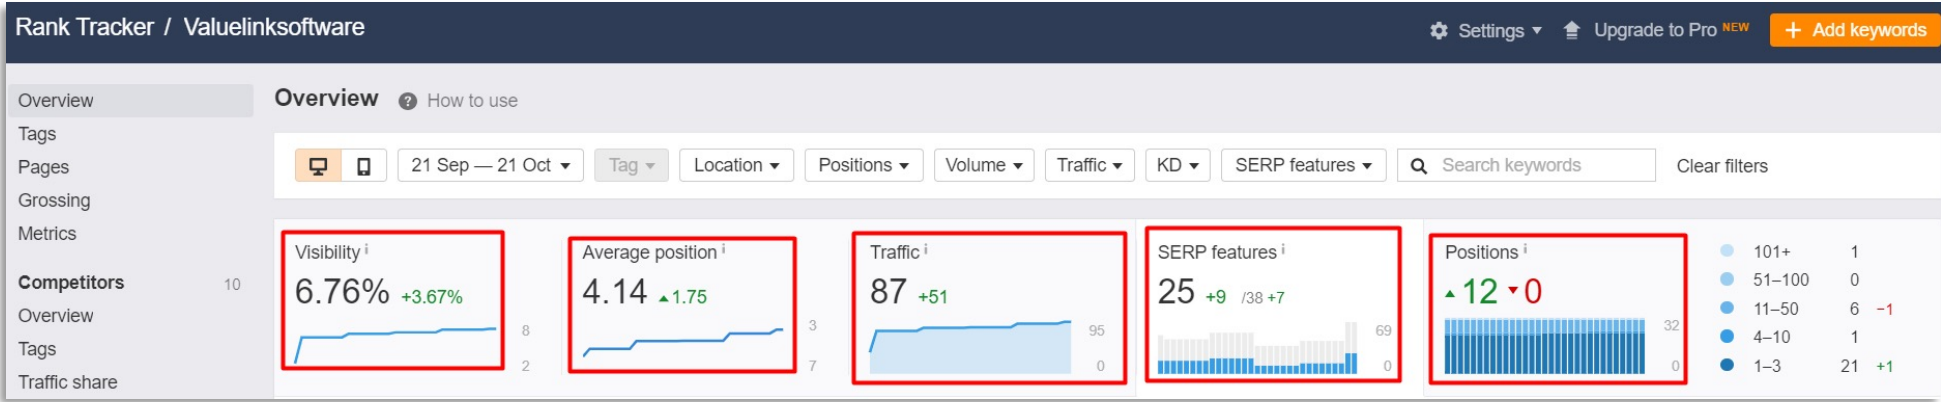 Rank Tracker / Valuelinksoftware
Settings ▾ Upgrade to Pro NEW + Add keywords
Overview
Tags
Pages
Grossing
Metrics
Competitors 10
Overview
Tags
Traffic share
Overview ? How to use
21 Sep — 21 Oct ▾ Tag ▾ Location ▾ Positions ▾ Volume ▾ Traffic ▾ KD ▾ SERP features ▾ Search keywords Clear filters
Visibility i
6.76% +3.67%
8
2
Average position i
4.14 ▲1.75
3
7
Traffic i
87 +51
95
0
SERP features i
25 +9 /38 +7
69
0
Positions i
▲12 ▼0
32
0
101+ 1
51–100 0
11–50 6 −1
4–10 1
1–3 21 +1